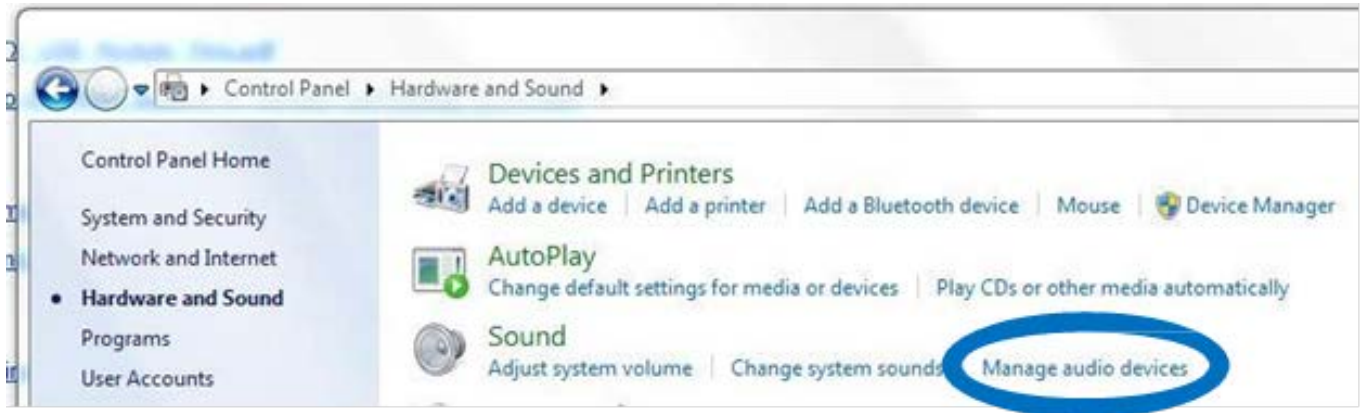 Control Panel ▸ Hardware and Sound ▸
Control Panel Home
System and Security
Network and Internet
• Hardware and Sound
Programs
User Accounts
Devices and Printers
Add a device | Add a printer | Add a Bluetooth device | Mouse | Device Manager
AutoPlay
Change default settings for media or devices | Play CDs or other media automatically
Sound
Adjust system volume | Change system sounds Manage audio devices